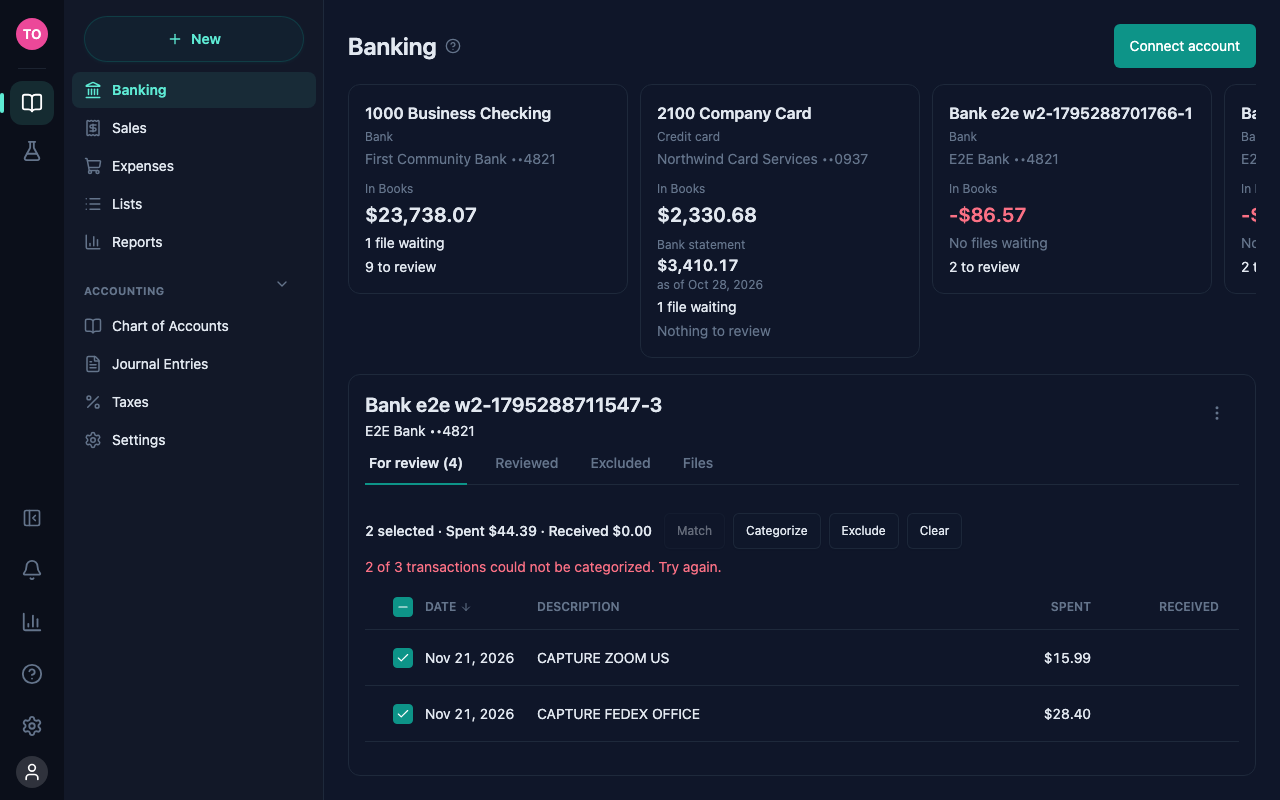 TO
New
Banking
Sales
Expenses
Lists
Reports
ACCOUNTING
Chart of Accounts
Journal Entries
Taxes
Settings
Banking
Connect account
1000 Business Checking
Bank
First Community Bank ••4821
In Books
$23,738.07
1 file waiting
9 to review
2100 Company Card
Credit card
Northwind Card Services ••0937
In Books
$2,330.68
Bank statement
$3,410.17
as of Oct 28, 2026
1 file waiting
Nothing to review
Bank e2e w2-1795288701766-1
Bank
E2E Bank ••4821
In Books
-$86.57
No files waiting
2 to review
Bank e2e w2-1795288711547-3
E2E Bank ••4821
For review (4) Reviewed Excluded Files
2 selected · Spent $44.39 · Received $0.00 Match Categorize Exclude Clear
2 of 3 transactions could not be categorized. Try again.
DATE ↓ DESCRIPTION SPENT RECEIVED
Nov 21, 2026 CAPTURE ZOOM US $15.99
Nov 21, 2026 CAPTURE FEDEX OFFICE $28.40